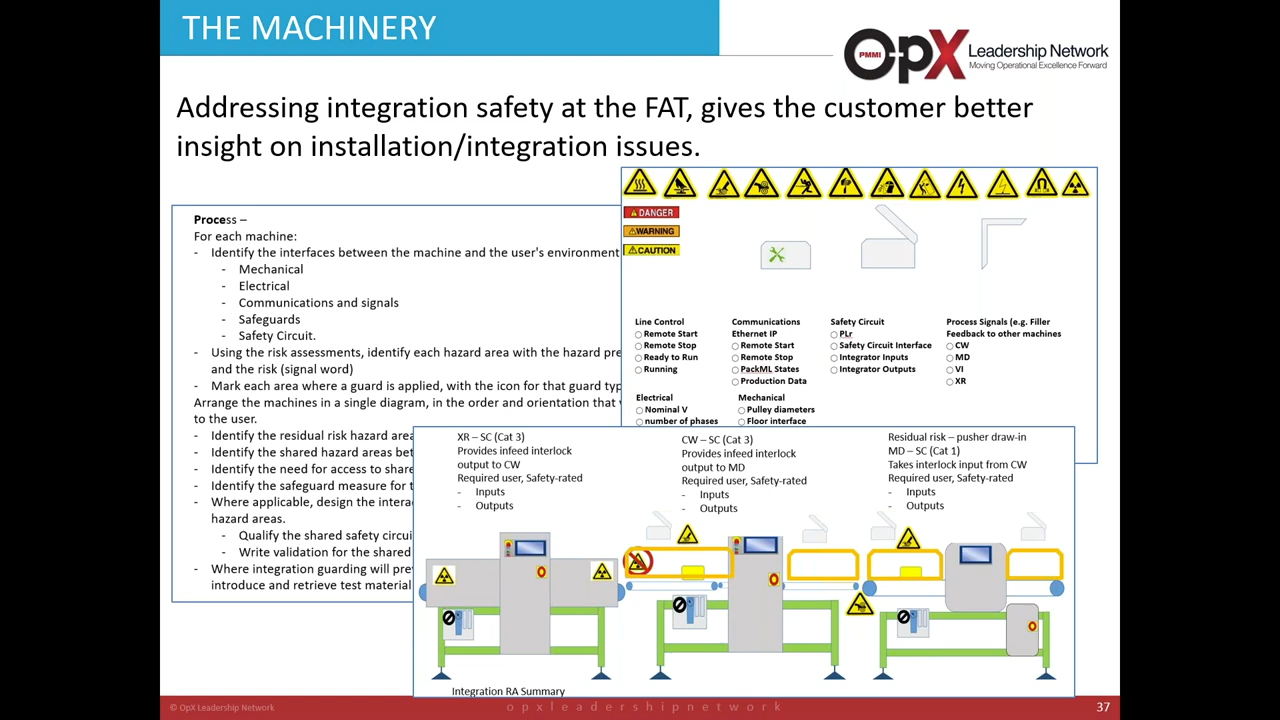 THE MACHINERY
PMMI
OpX
Leadership Network
Moving Operational Excellence Forward
Addressing integration safety at the FAT, gives the customer better
insight on installation/integration issues.
Process –
For each machine:
- Identify the interfaces between the machine and the user's environment
- Mechanical
- Electrical
- Communications and signals
- Safeguards
- Safety Circuit.
- Using the risk assessments, identify each hazard area with the hazard
and the risk (signal word)
- Mark each area where a guard is applied, with the icon for that guard
Arrange the machines in a single diagram, in the order and orientation that
to the user.
- Identify the residual risk hazard
- Identify the shared hazard areas
- Identify the need for access to
- Identify the safeguard measure for
- Where applicable, design the
hazard areas.
- Qualify the shared safety
- Write validation for the shared
- Where integration guarding will
introduce and retrieve test material
DANGER
WARNING
CAUTION
Line Control
Remote Start
Remote Stop
Ready to Run
Running
Communications
Ethernet IP
Remote Start
Remote Stop
PackML States
Production Data
Safety Circuit
PLr
Safety Circuit Interface
Integrator Inputs
Integrator Outputs
Process Signals (e.g. Filler
Feedback to other machines
CW
MD
VI
XR
Electrical
Nominal V
number of phases
Mechanical
Pulley diameters
Floor interface
XR – SC (Cat 3)
Provides infeed interlock
output to CW
Required user, Safety-rated
- Inputs
- Outputs
CW – SC (Cat 3)
Provides infeed interlock
output to MD
Required user, Safety-rated
- Inputs
- Outputs
Residual risk – pusher draw-in
MD – SC (Cat 1)
Takes interlock input from CW
Required user, Safety-rated
- Inputs
- Outputs
Integration RA Summary
© OpX Leadership Network
opxleadershipnetwork
37